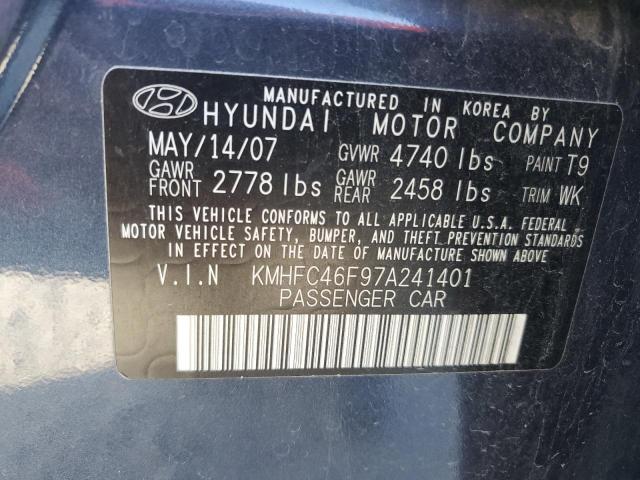 MANUFACTURED IN KOREA BY
HYUNDAI MOTOR COMPANY
MAY/14/07 GVWR 4740 lbs PAINT T9
GAWR FRONT 2778 lbs GAWR REAR 2458 lbs TRIM WK
THIS VEHICLE CONFORMS TO ALL APPLICABLE U.S.A. FEDERAL
MOTOR VEHICLE SAFETY, BUMPER, AND THEFT PREVENTION STANDARDS
IN EFFECT ON THE DATE OF MANUFACTURE SHOWN ABOVE.
V.I.N KMHFC46F97A241401
PASSENGER CAR